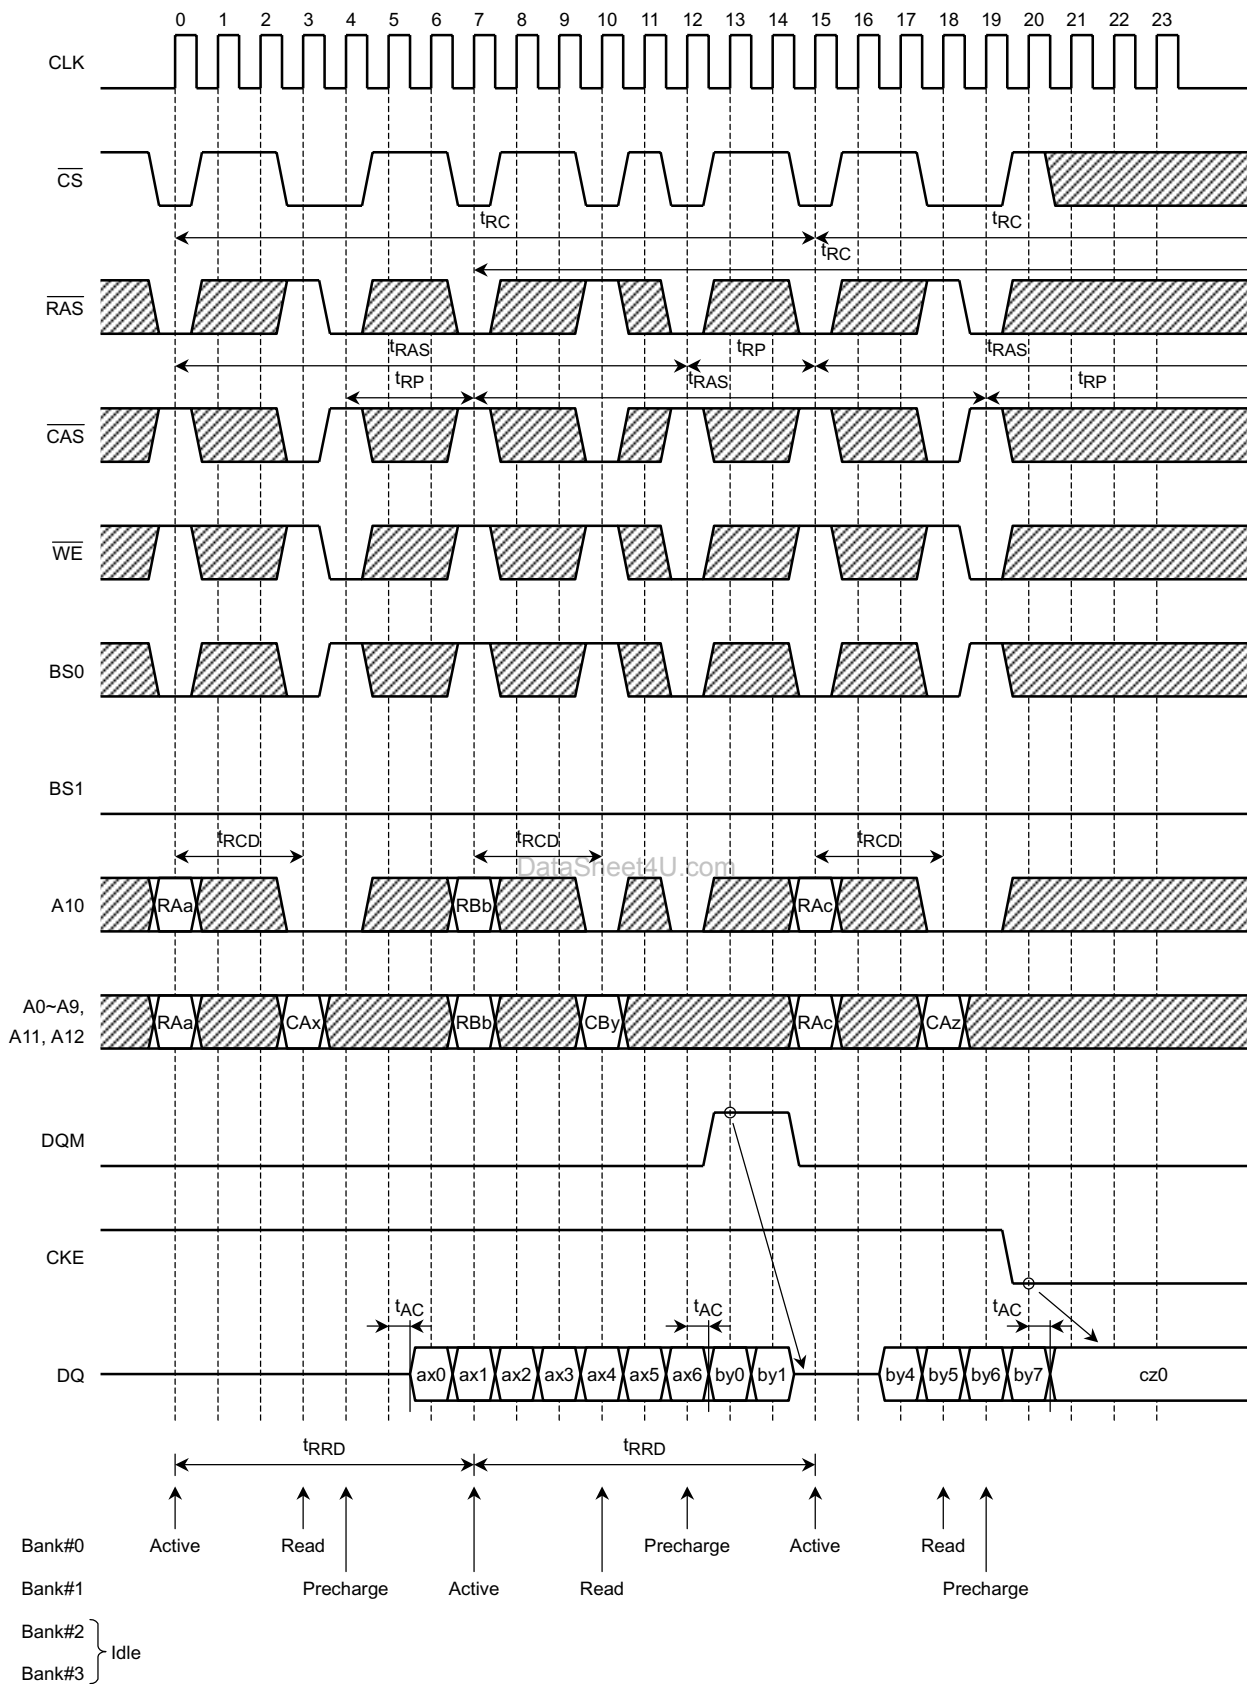 0 1 2 3 4 5 6 7 8 9 10 11 12 13 14 15 16 17 18 19 20 21 22 23
CLK
CS
tRC tRC
tRC
RAS
tRAS tRP tRAS
tRP tRAS tRP
CAS
WE
BS0
BS1
tRCD tRCD tRCD
DataSheet4U.com
A10 RAa RBb RAc
A0~A9,
A11, A12
RAa CAx RBb CBy RAc CAz
DQM
CKE
tAC tAC tAC
DQ ax0 ax1 ax2 ax3 ax4 ax5 ax6 by0 by1 by4 by5 by6 by7 cz0
tRRD tRRD
Bank#0 Active Read Precharge Active Read
Bank#1 Precharge Active Read Precharge
Bank#2
Idle
Bank#3